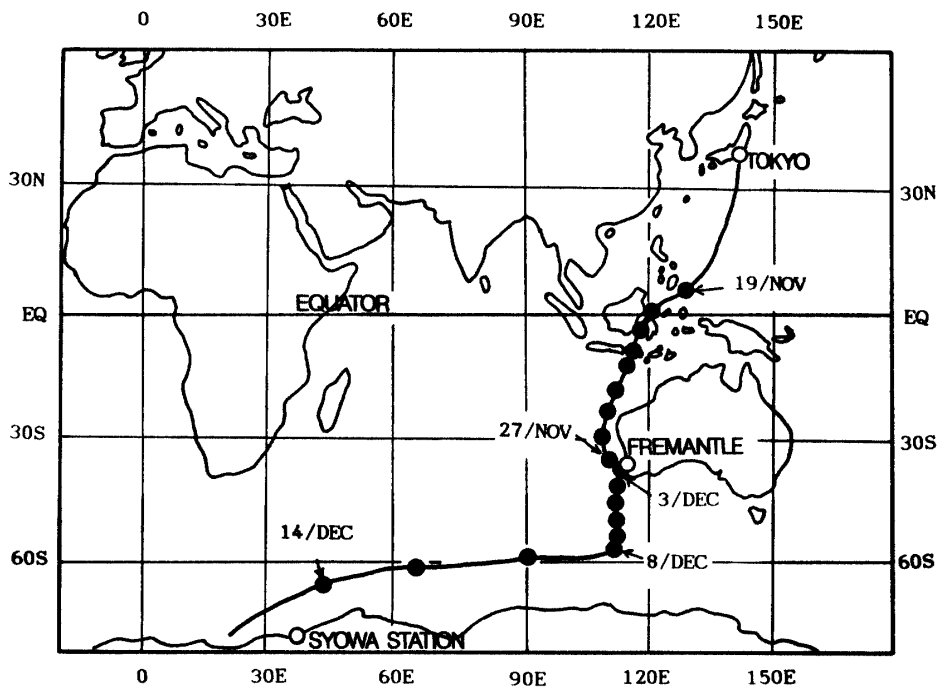 0 30E 60E 90E 120E 150E
TOKYO
30N 30N
19/NOV
EQUATOR
EQ EQ
27/NOV
30S 30S
FREMANTLE
3/DEC
14/DEC
60S 8/DEC 60S
SYOWA STATION
0 30E 60E 90E 120E 150E